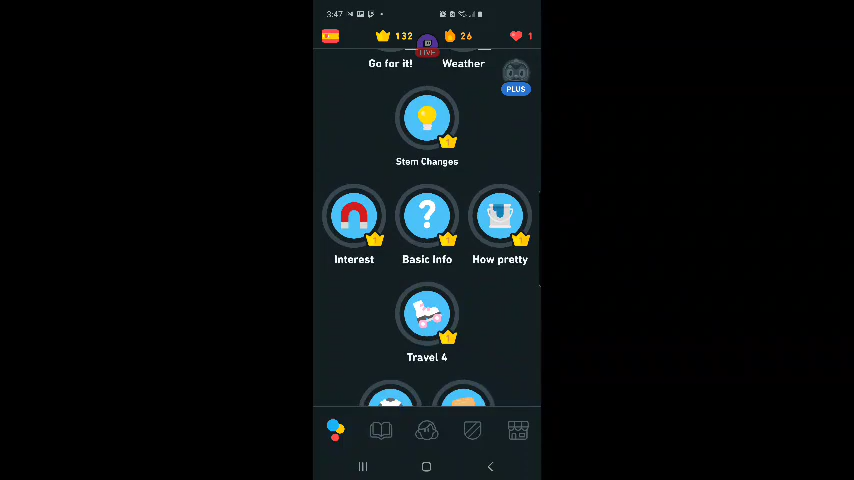 3:47
132
26
1
LIVE
Go for it!
Weather
PLUS
Stem Changes
Interest
Basic Info
How pretty
Travel 4